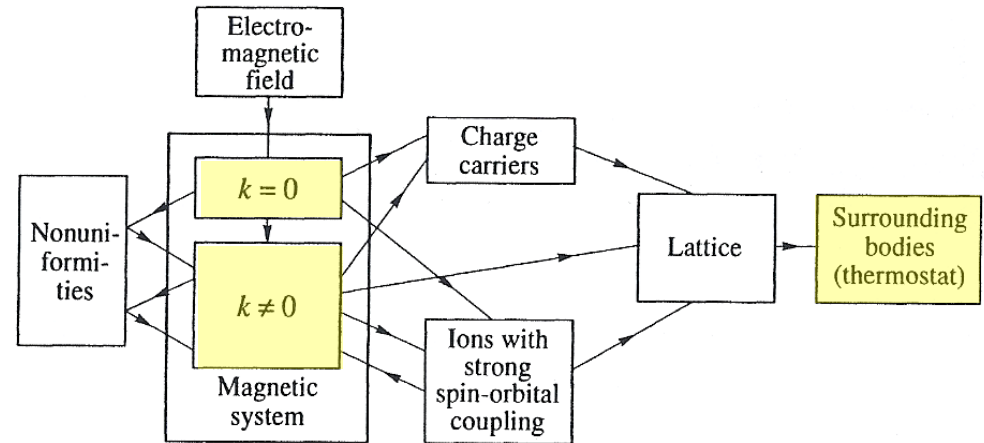 Electro-
magnetic
field
Charge
carriers
k = 0
Nonuni-
formi-
ties
k ≠ 0
Magnetic
system
Ions with
strong
spin-orbital
coupling
Lattice
Surrounding
bodies
(thermostat)